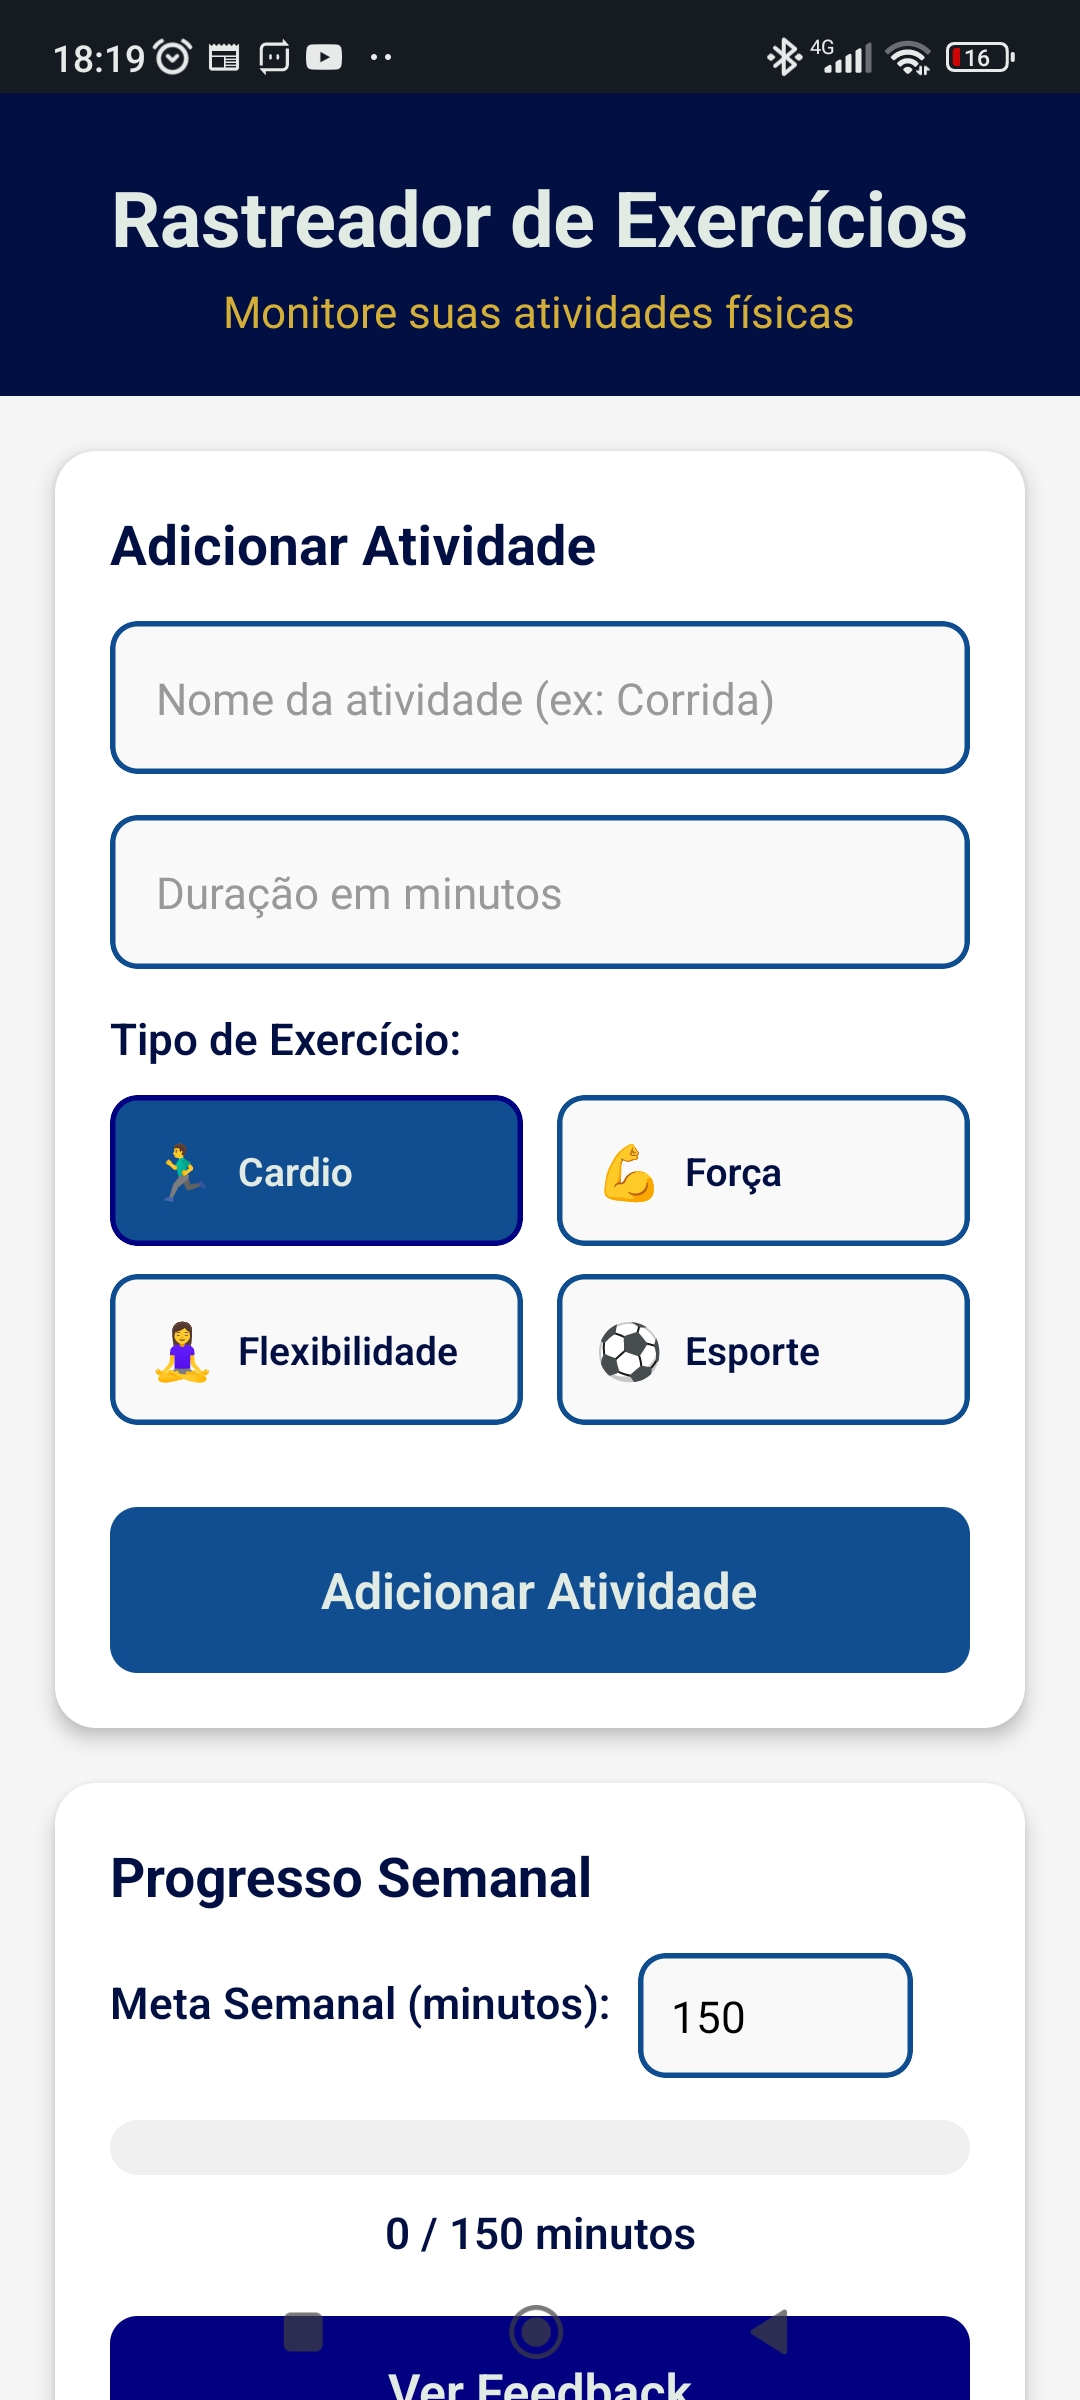 18:19
4G
16
Rastreador de Exercícios
Monitore suas atividades físicas
Adicionar Atividade
Nome da atividade (ex: Corrida)
Duração em minutos
Tipo de Exercício:
Cardio
Força
Flexibilidade
Esporte
Adicionar Atividade
Progresso Semanal
Meta Semanal (minutos):
150
0 / 150 minutos
Ver Feedback